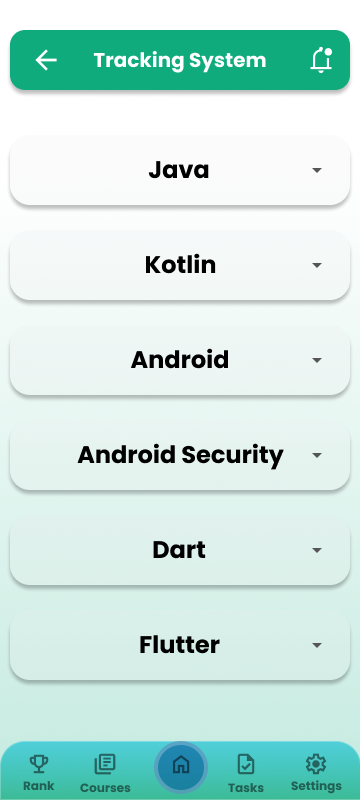 Tracking System
Java
Kotlin
Android
Android Security
Dart
Flutter
Rank
Courses
Tasks
Settings